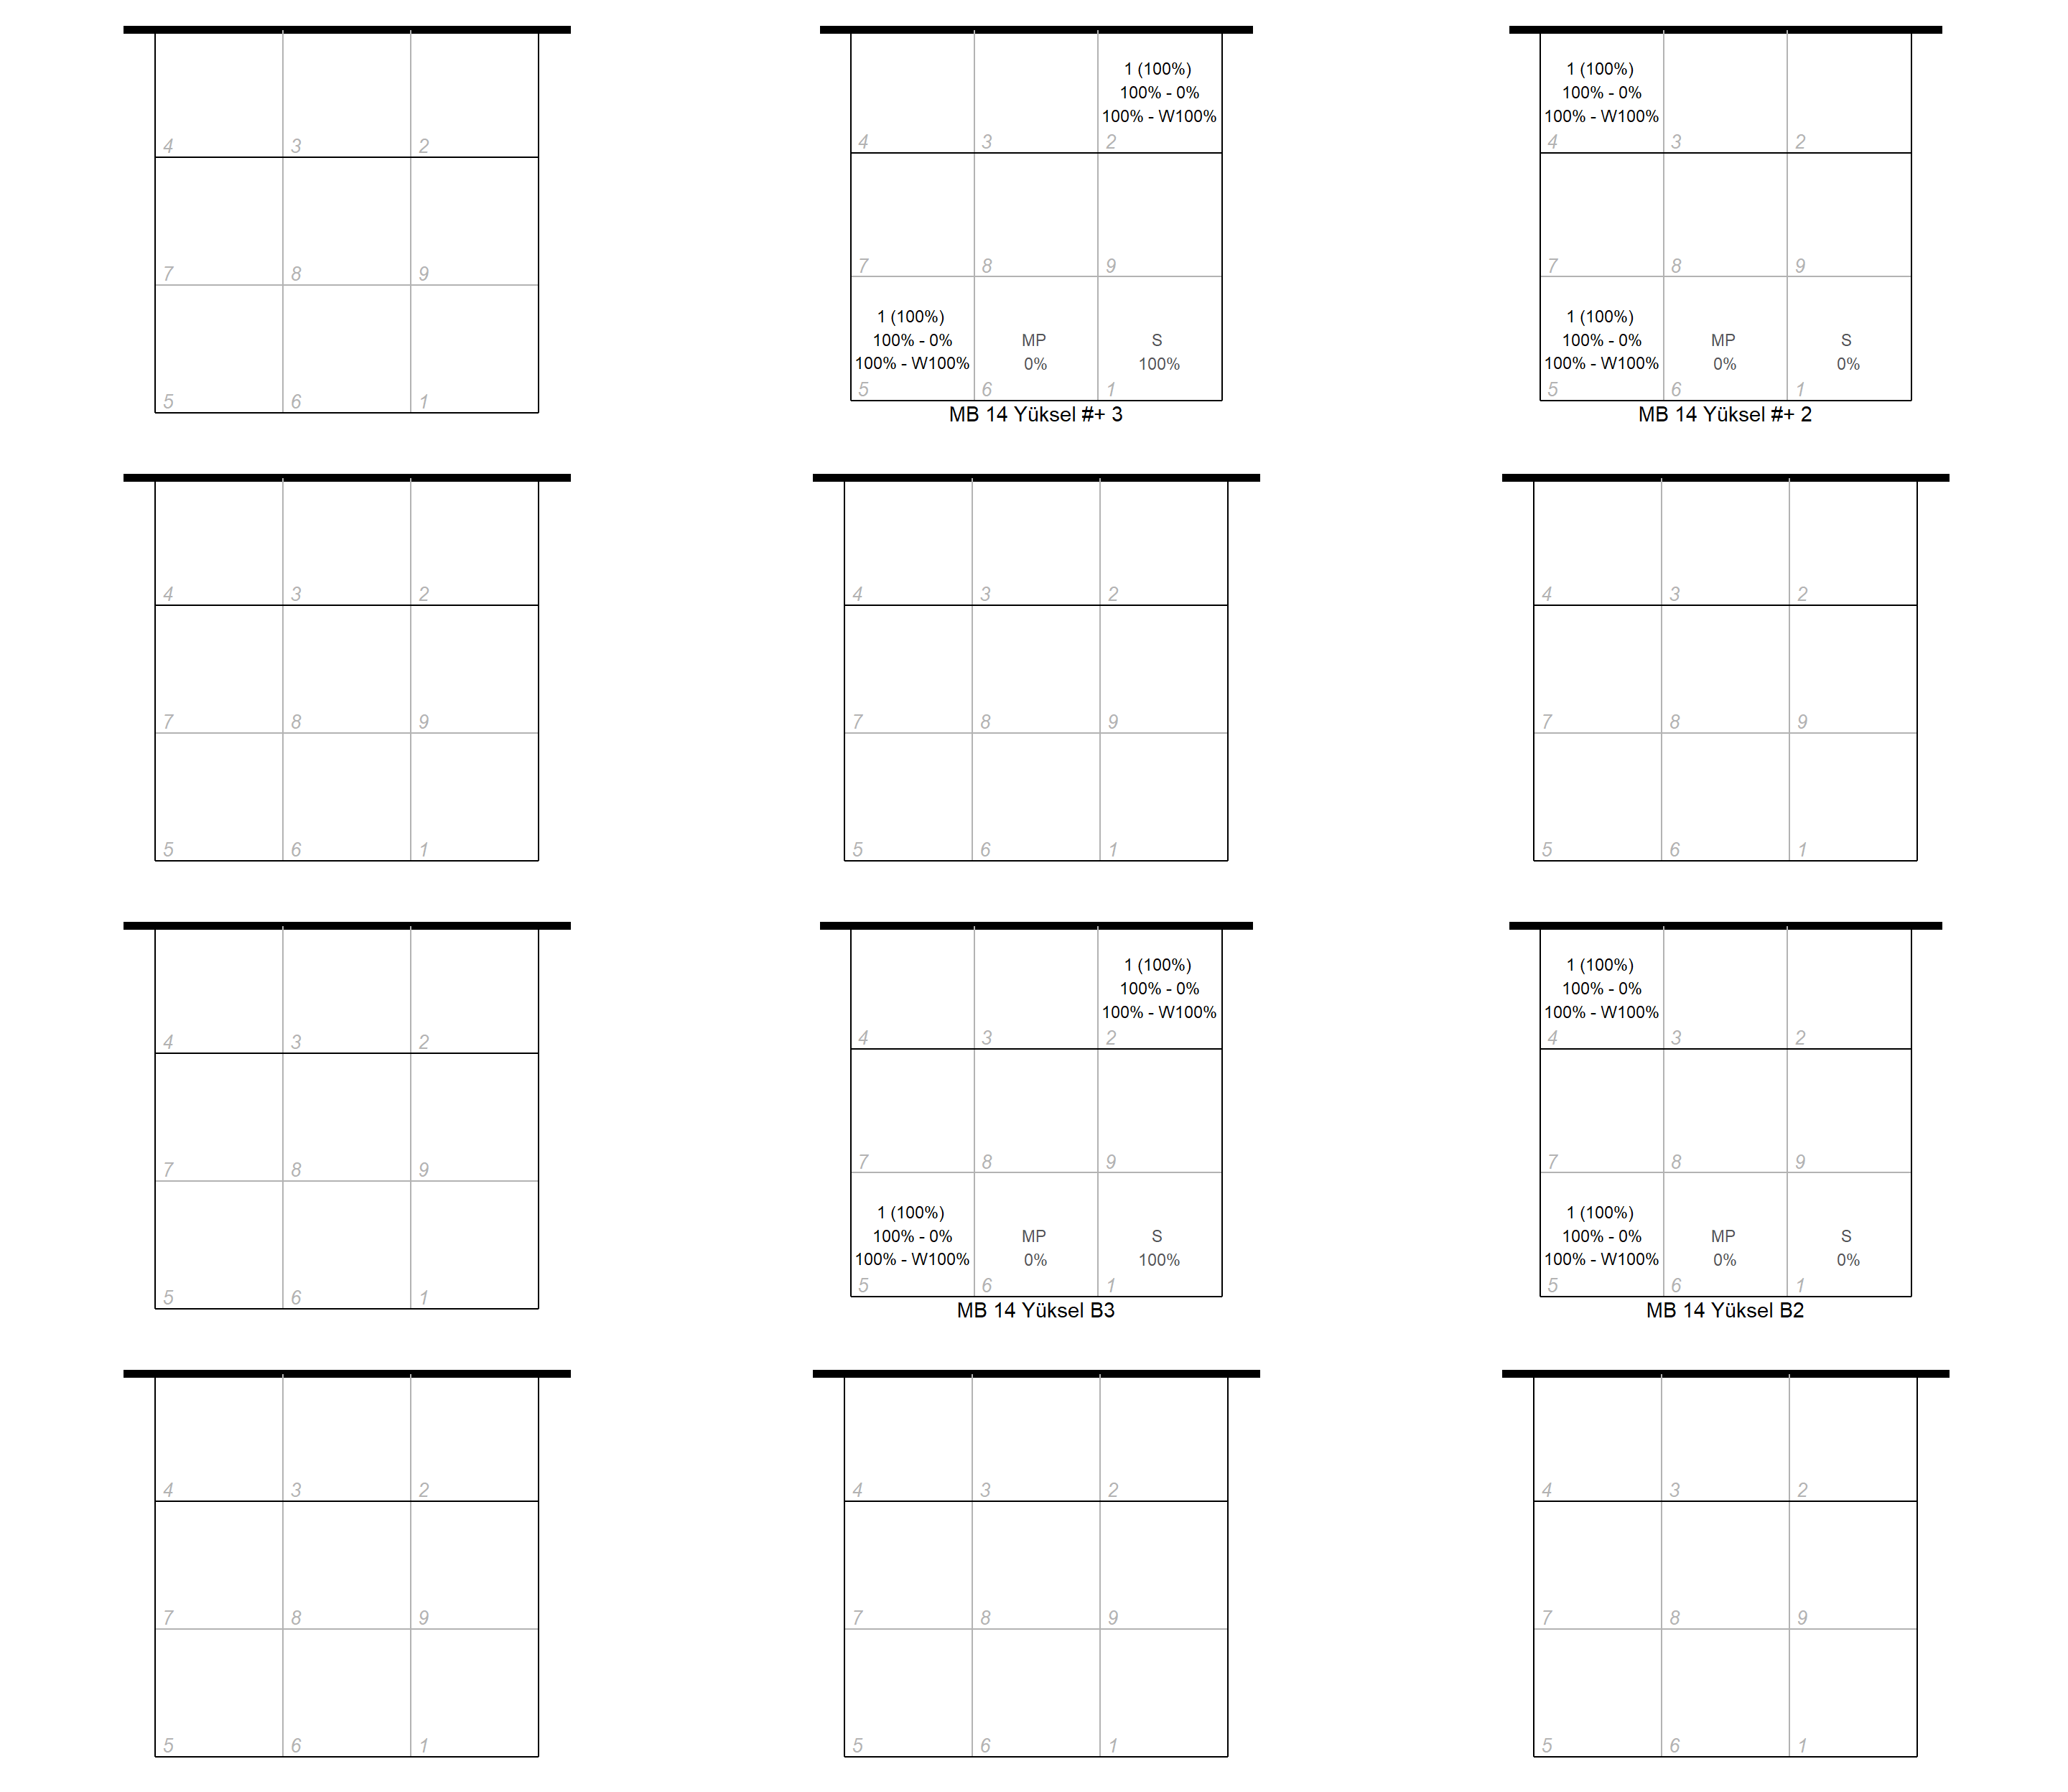 1 (100%) 1 (100%)
100% - 0% 100% - 0%
100% - W100% 100% - W100%
4 3 2 4 3 2 4 3 2
7 8 9 7 8 9 7 8 9
1 (100%) 1 (100%)
100% - 0% MP S 100% - 0% MP S
100% - W100% 0% 100% 100% - W100% 0% 0%
5 6 1 5 6 1 5 6 1
MB 14 Yüksel #+ 3 MB 14 Yüksel #+ 2
4 3 2 4 3 2 4 3 2
7 8 9 7 8 9 7 8 9
5 6 1 5 6 1 5 6 1
1 (100%) 1 (100%)
100% - 0% 100% - 0%
100% - W100% 100% - W100%
4 3 2 4 3 2 4 3 2
7 8 9 7 8 9 7 8 9
1 (100%) 1 (100%)
100% - 0% MP S 100% - 0% MP S
100% - W100% 0% 100% 100% - W100% 0% 0%
5 6 1 5 6 1 5 6 1
MB 14 Yüksel B3 MB 14 Yüksel B2
4 3 2 4 3 2 4 3 2
7 8 9 7 8 9 7 8 9
5 6 1 5 6 1 5 6 1